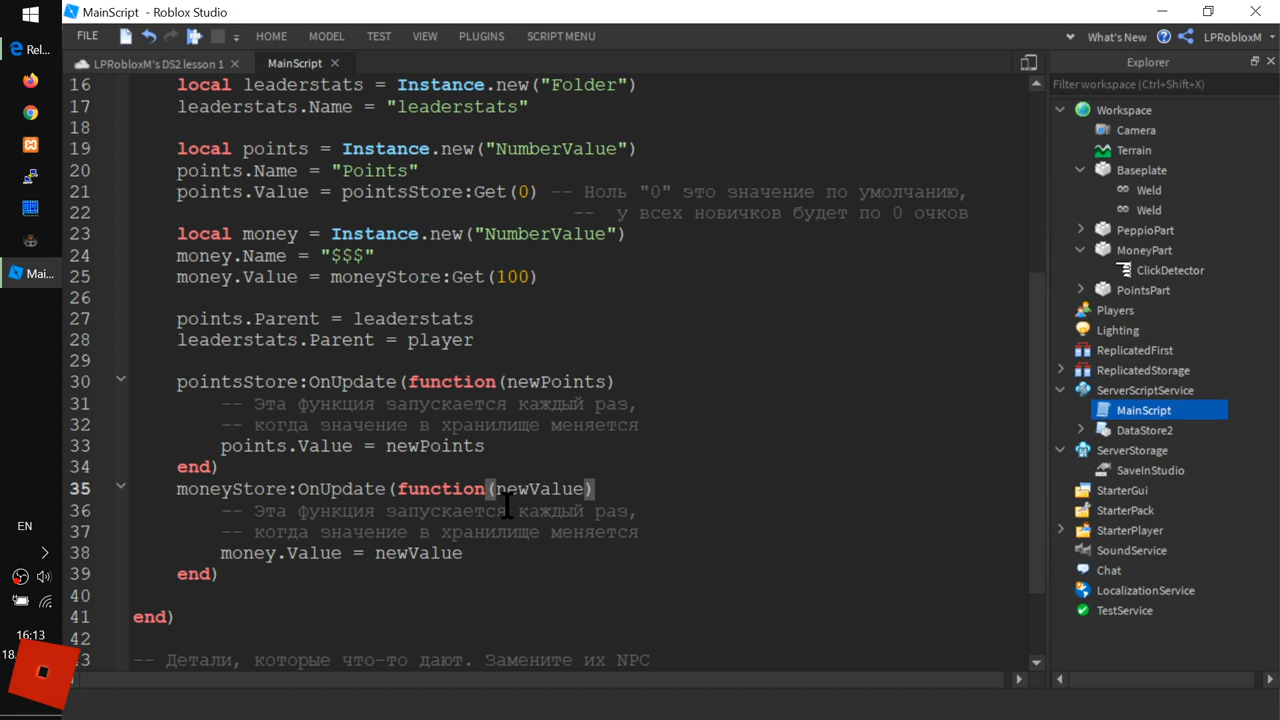 MainScript - Roblox Studio
FILE
HOME
MODEL
TEST
VIEW
PLUGINS
SCRIPT MENU
What's New
LPRobloxM
Rel...
LPRobloxM's DS2 lesson 1
MainScript
Explorer
Filter workspace (Ctrl+Shift+X)
16 local leaderstats = Instance.new("Folder")
17 leaderstats.Name = "leaderstats"
18
19 local points = Instance.new("NumberValue")
20 points.Name = "Points"
21 points.Value = pointsStore:Get(0) -- Ноль "0" это значение по умолчанию,
22 -- у всех новичков будет по 0 очков
23 local money = Instance.new("NumberValue")
24 money.Name = "$$$"
25 money.Value = moneyStore:Get(100)
26
27 points.Parent = leaderstats
28 leaderstats.Parent = player
29
30 pointsStore:OnUpdate(function(newPoints)
31 -- Эта функция запускается каждый раз,
32 -- когда значение в хранилище меняется
33 points.Value = newPoints
34 end)
35 moneyStore:OnUpdate(function(newValue)
36 -- Эта функция запускается каждый раз,
37 -- когда значение в хранилище меняется
38 money.Value = newValue
39 end)
40
41 end)
42
-- Детали, которые что-то дают. Замените их NPC
Workspace
Camera
Terrain
Baseplate
Weld
Weld
PeppioPart
MoneyPart
ClickDetector
PointsPart
Players
Lighting
ReplicatedFirst
ReplicatedStorage
ServerScriptService
MainScript
DataStore2
ServerStorage
SaveInStudio
StarterGui
StarterPack
StarterPlayer
SoundService
Chat
LocalizationService
TestService
Mai...
EN
16:13
18.